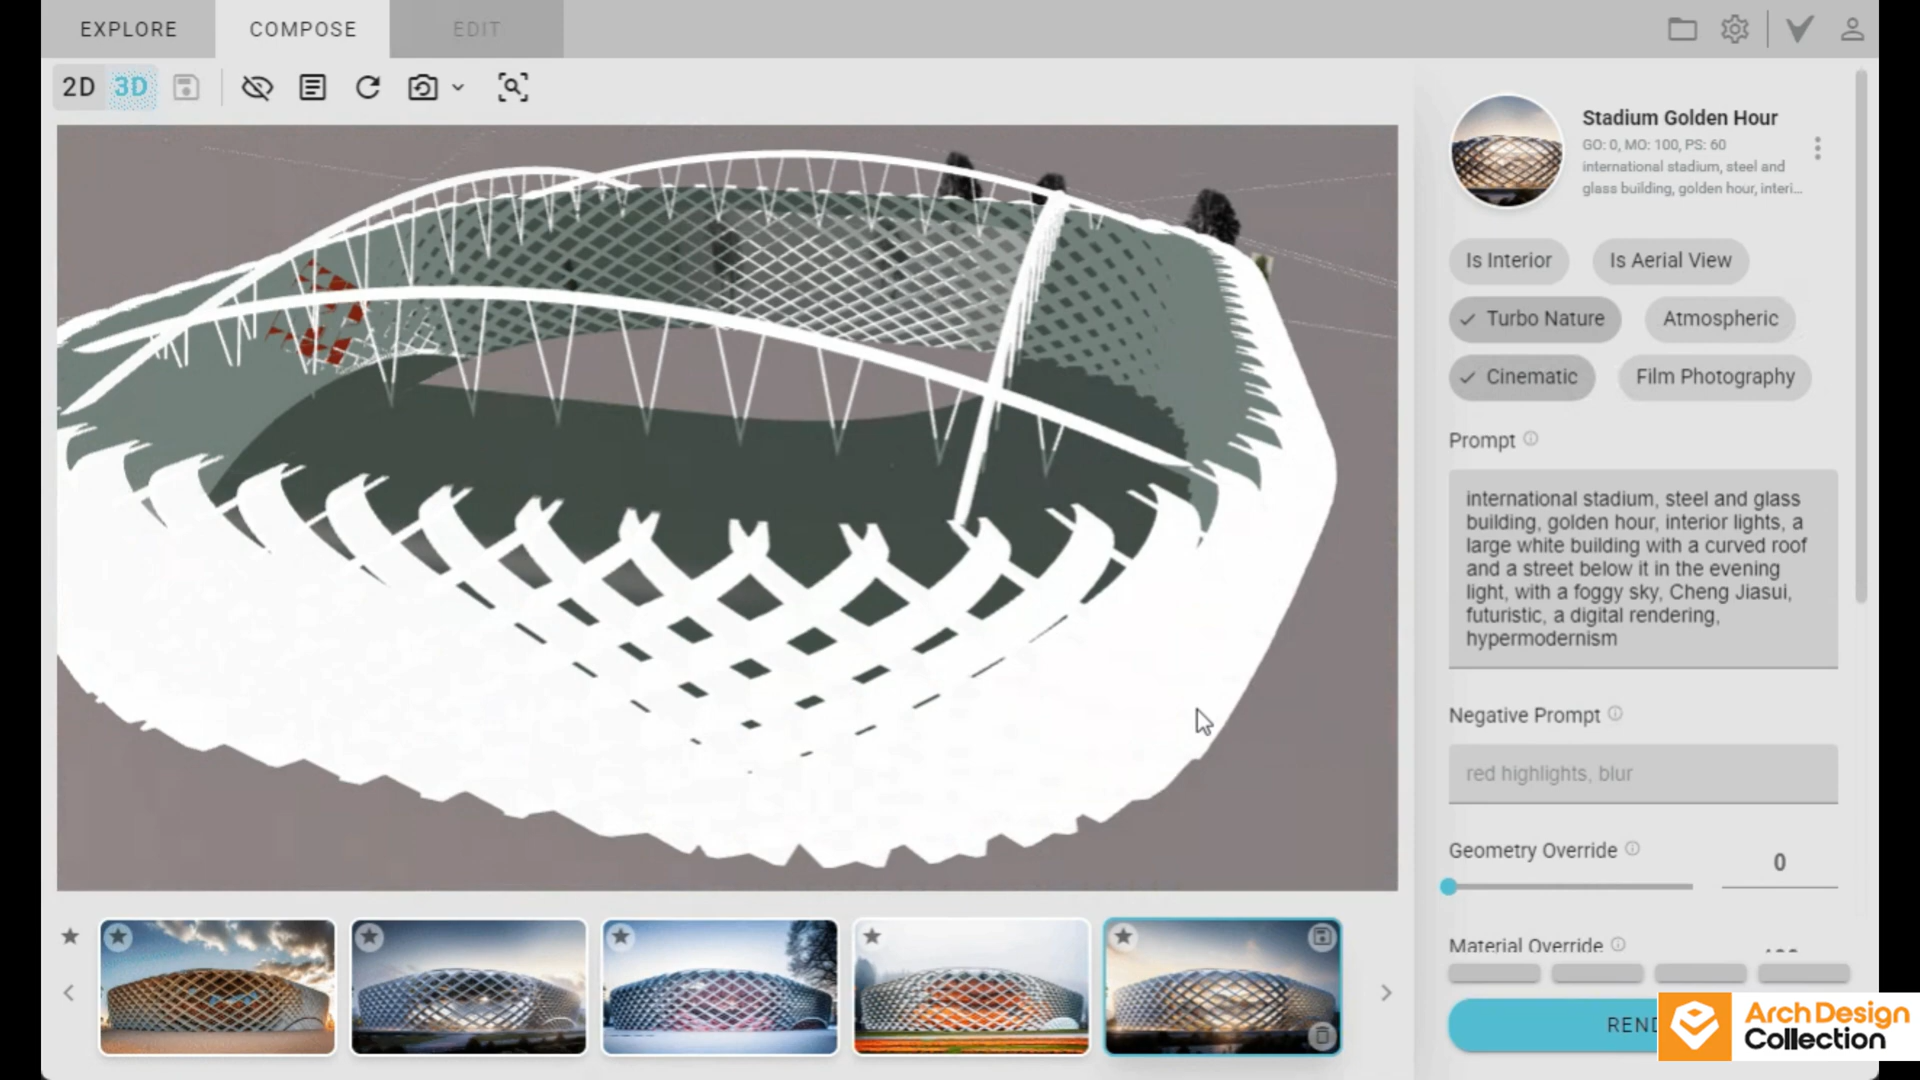 EXPLORE
COMPOSE
EDIT
2D
3D
Stadium Golden Hour
GO: 0, MO: 100, PS: 60
international stadium, steel and
glass building, golden hour, interi...
Is Interior
Is Aerial View
Turbo Nature
Atmospheric
Cinematic
Film Photography
Prompt
international stadium, steel and glass
building, golden hour, interior lights, a
large white building with a curved roof
and a street below it in the evening
light, with a foggy sky, Cheng Jiasui,
futuristic, a digital rendering,
hypermodernism
Negative Prompt
red highlights, blur
Geometry Override
0
Material Override
REND
Arch Design
Collection